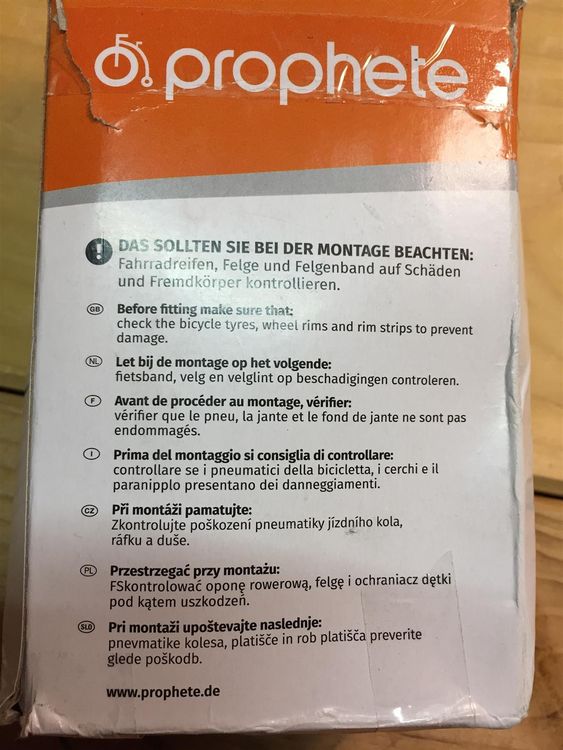 prophete
! DAS SOLLTEN SIE BEI DER MONTAGE BEACHTEN:
Fahrradreifen, Felge und Felgenband auf Schäden
und Fremdkörper kontrollieren.
GB Before fitting make sure that:
check the bicycle tyres, wheel rims and rim strips to prevent
damage.
NL Let bij de montage op het volgende:
fietsband, velg en velglint op beschadigingen controleren.
F Avant de procéder au montage, vérifier:
vérifier que le pneu, la jante et le fond de jante ne sont pas
endommagés.
I Prima del montaggio si consiglia di controllare:
controllare se i pneumatici della bicicletta, i cerchi e il
paranipplo presentano dei danneggiamenti.
CZ Při montáži pamatujte:
Zkontrolujte poškození pneumatiky jízdního kola,
ráfku a duše.
PL Przestrzegać przy montażu:
FSkontrolować oponę rowerową, felgę i ochraniacz dętki
pod kątem uszkodzeń.
SLO Pri montaži upoštevajte naslednje:
pnevmatike kolesa, platišče in rob platišča preverite
glede poškodb.
www.prophete.de